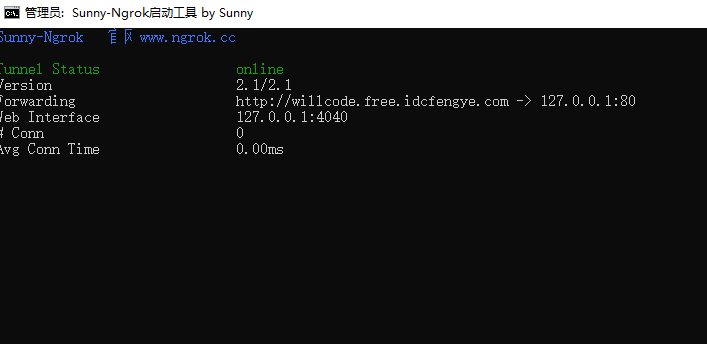 管理员: Sunny-Ngrok启动工具 by Sunny
Sunny-Ngrok 官网 www.ngrok.cc
Tunnel Status online
Version 2.1/2.1
Forwarding http://willcode.free.idcfengye.com -> 127.0.0.1:80
Web Interface 127.0.0.1:4040
# Conn 0
Avg Conn Time 0.00ms